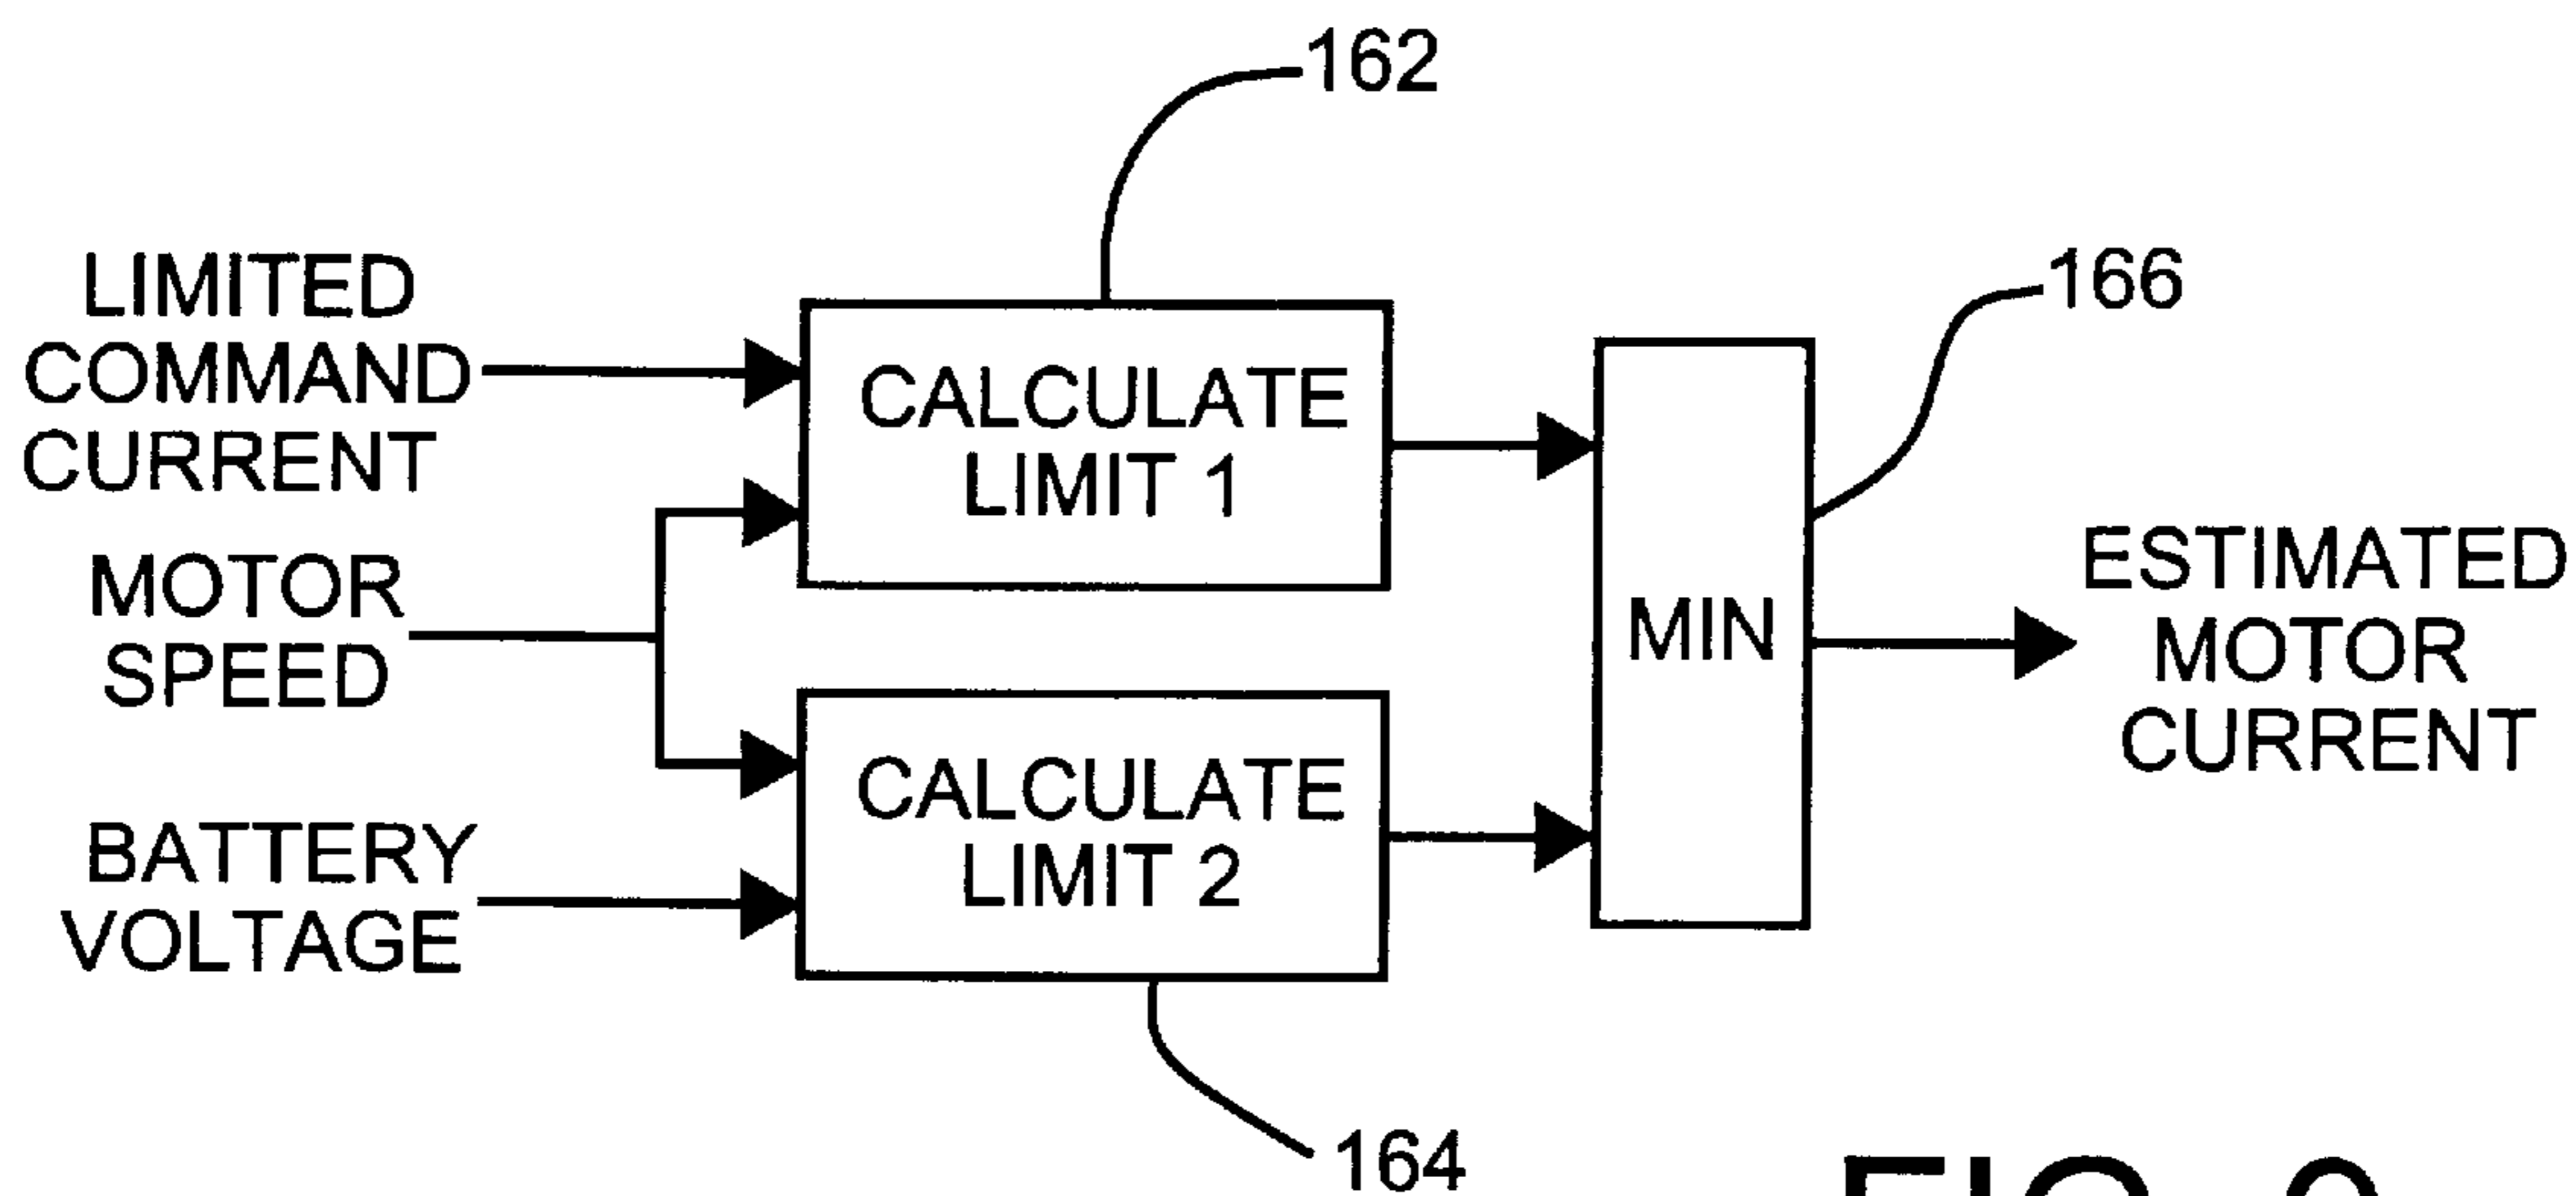 162
166
LIMITED
COMMAND
CURRENT
CALCULATE
LIMIT 1
MOTOR
SPEED
MIN
ESTIMATED
MOTOR
CURRENT
BATTERY
VOLTAGE
CALCULATE
LIMIT 2
164
FIG.